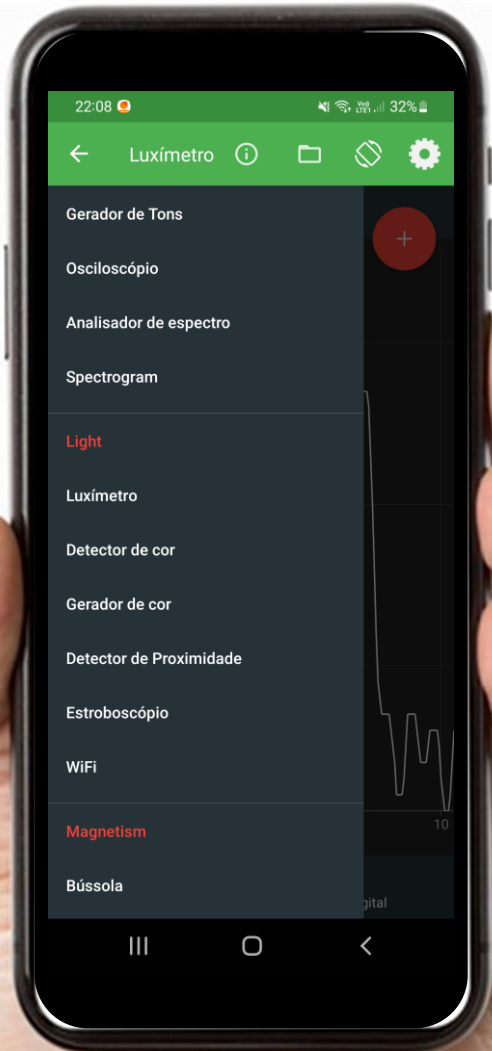 22:08 32%
Luxímetro
Gerador de Tons
Osciloscópio
Analisador de espectro
Spectrogram
Light
Luxímetro
Detector de cor
Gerador de cor
Detector de Proximidade
Estroboscópio
WiFi
Magnetism
10
Bússola
gital